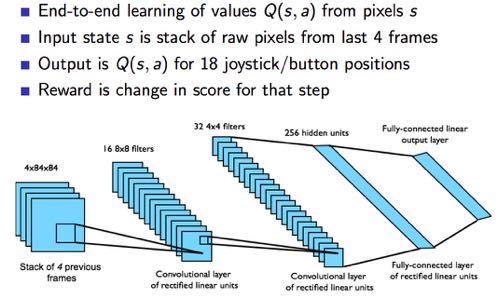 End-to-end learning of values Q(s, a) from pixels s
Input state s is stack of raw pixels from last 4 frames
Output is Q(s, a) for 18 joystick/button positions
Reward is change in score for that step
32 4x4 filters
256 hidden units
Fully-connected linear
output layer
16 8x8 filters
4x84x84
Stack of 4 previous
frames
Convolutional layer
of rectified linear units
Convolutional layer
of rectified linear units
Fully-connected layer
of rectified linear units